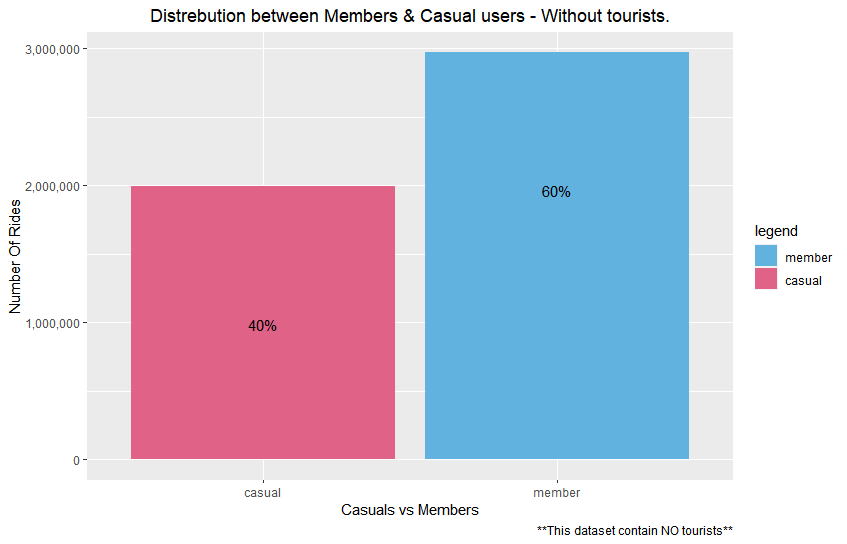 Distrebution between Members & Casual users - Without tourists.
3,000,000
2,000,000
1,000,000
0
Number Of Rides
60%
40%
casual
member
Casuals vs Members
legend
member
casual
**This dataset contain NO tourists**